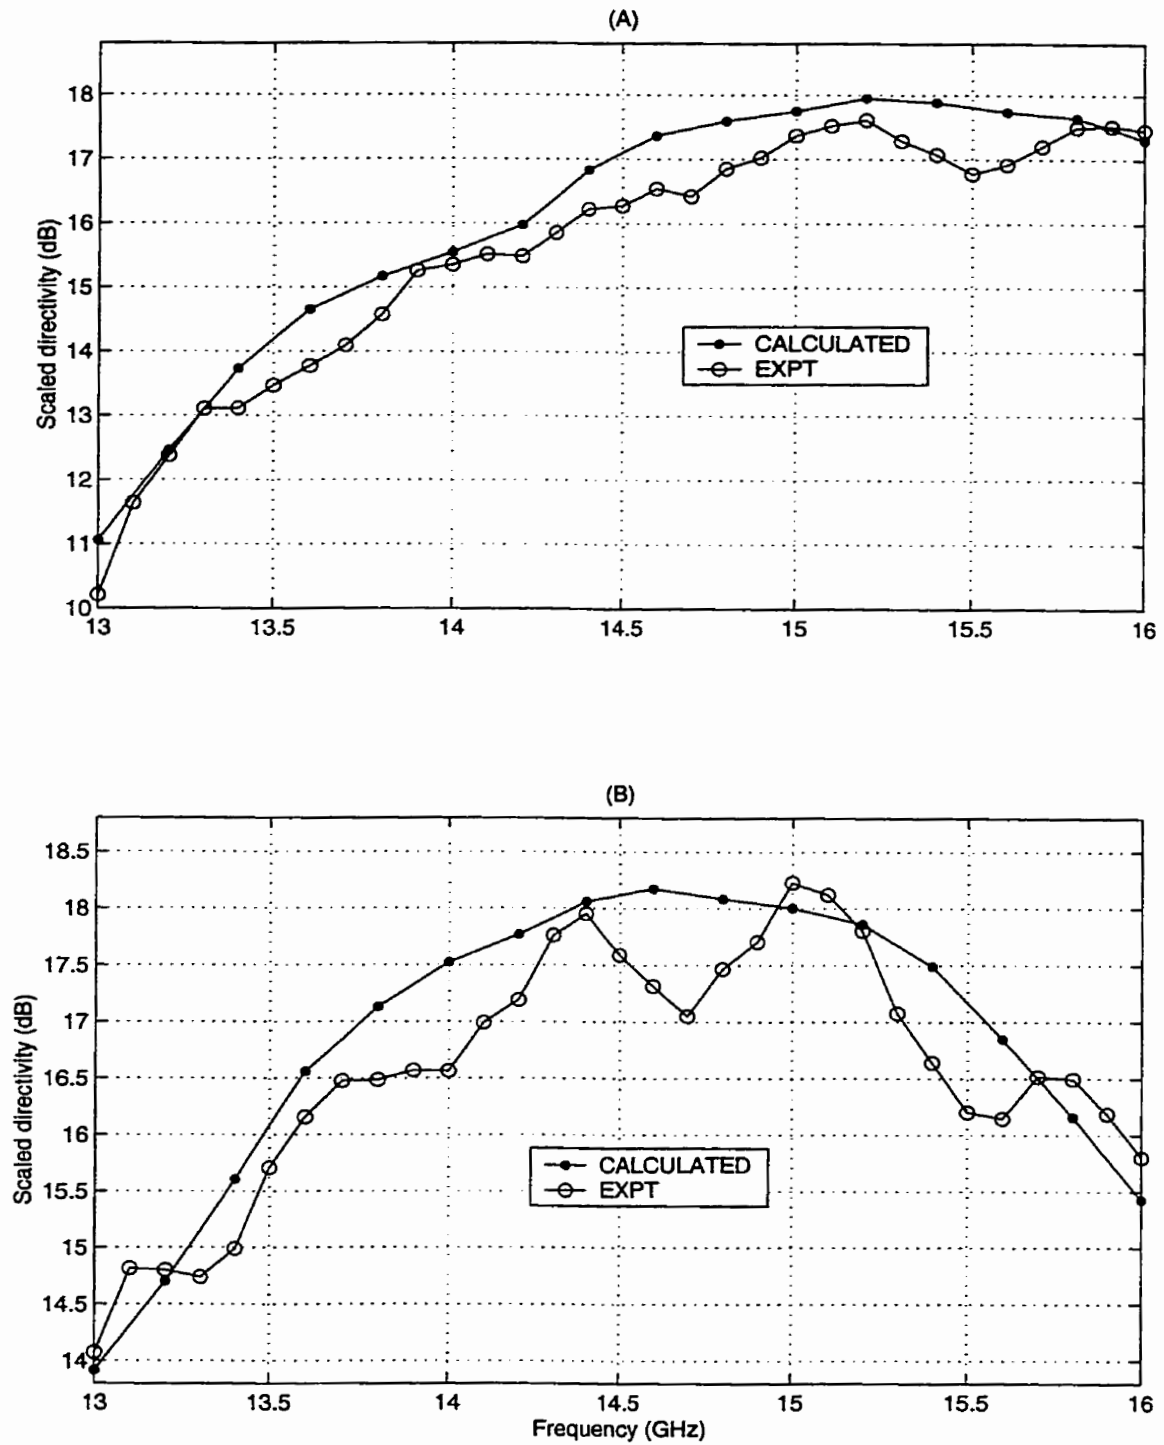 (A)
Scaled directivity (dB)
18
17
16
15
14
13
12
11
10
CALCULATED
EXPT
13 13.5 14 14.5 15 15.5 16
(B)
Scaled directivity (dB)
18.5
18
17.5
17
16.5
16
15.5
15
14.5
14
CALCULATED
EXPT
13 13.5 14 14.5 15 15.5 16
Frequency (GHz)